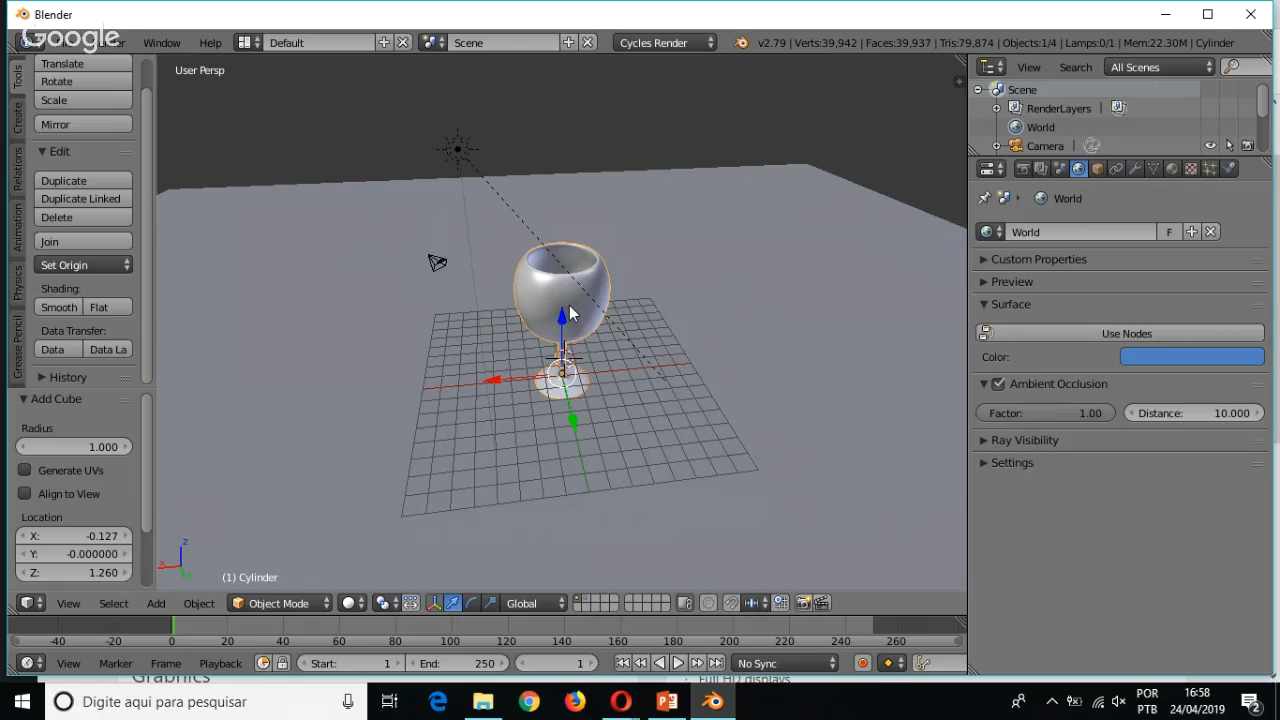 Blender
Google
Window Help Default Scene Cycles Render v2.79 | Verts:39,942 | Faces:39,937 | Tris:79,874 | Objects:1/4 | Lamps:0/1 | Mem:22.30M | Cylinder
Tools
Create
Relations
Animation
Physics
Grease Pencil
Translate
Rotate
Scale
Mirror
Edit
Duplicate
Duplicate Linked
Delete
Join
Set Origin
Shading:
Smooth Flat
Data Transfer:
Data Data La
History
Add Cube
Radius
1.000
Generate UVs
Align to View
Location
X: -0.127
Y: -0.000000
Z: 1.260
User Persp
z
x
(1) Cylinder
View Select Add Object Object Mode Global
View Search All Scenes
Scene
RenderLayers
World
Camera
World
World F
Custom Properties
Preview
Surface
Use Nodes
Color:
Ambient Occlusion
Factor: 1.00 Distance: 10.000
Ray Visibility
Settings
-40 -20 0 20 40 60 80 100 120 140 160 180 200 220 240 260
View Marker Frame Playback Start: 1 End: 250 1 No Sync
Graphics
Full HD displays
Digite aqui para pesquisar
POR
PTB
16:58
24/04/2019
2